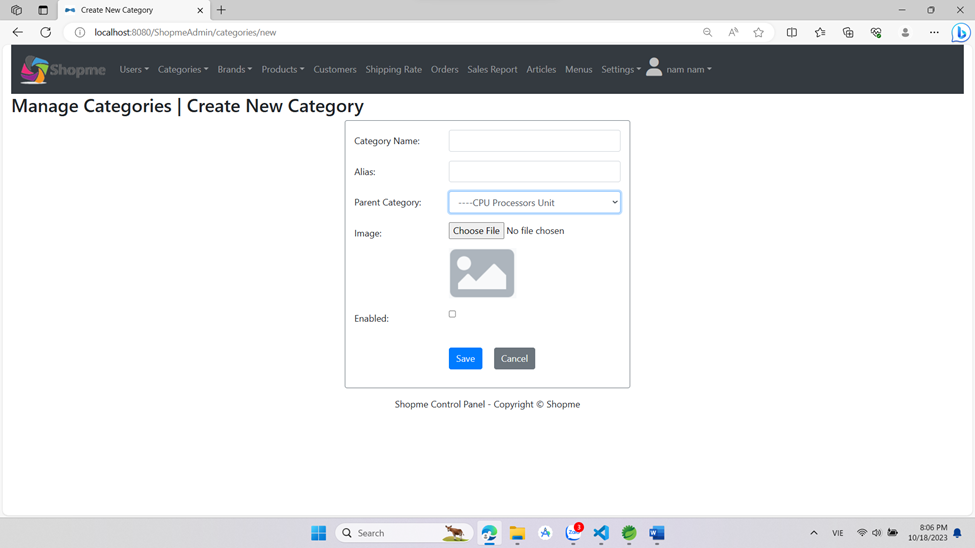 Create New Category
localhost:8080/ShopmeAdmin/categories/new
Shopme Users Categories Brands Products Customers Shipping Rate Orders Sales Report Articles Menus Settings nam nam
Manage Categories | Create New Category
Category Name:
Alias:
Parent Category: ----CPU Processors Unit
Image: Choose File No file chosen
Enabled:
Save Cancel
Shopme Control Panel - Copyright © Shopme
Search 3 VIE 8:06 PM
10/18/2023